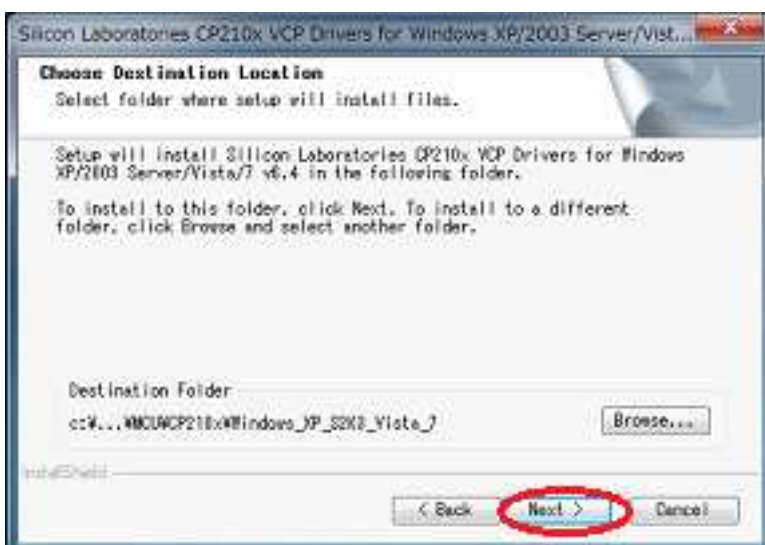 Silicon Laboratories CP210x VCP Drivers for Windows XP/2003 Server/Vist...
Choose Destination Location
Select folder where setup will install files.
Setup will install Silicon Laboratories CP210x VCP Drivers for Windows
XP/2003 Server/Vista/7 v6.4 in the following folder.
To install to this folder, click Next. To install to a different
folder, click Browse and select another folder.
Destination Folder
c:¥...¥MCU¥CP210x¥Windows_XP_S2K3_Vista_7
Browse...
InstallShield
< Back Next > Cancel